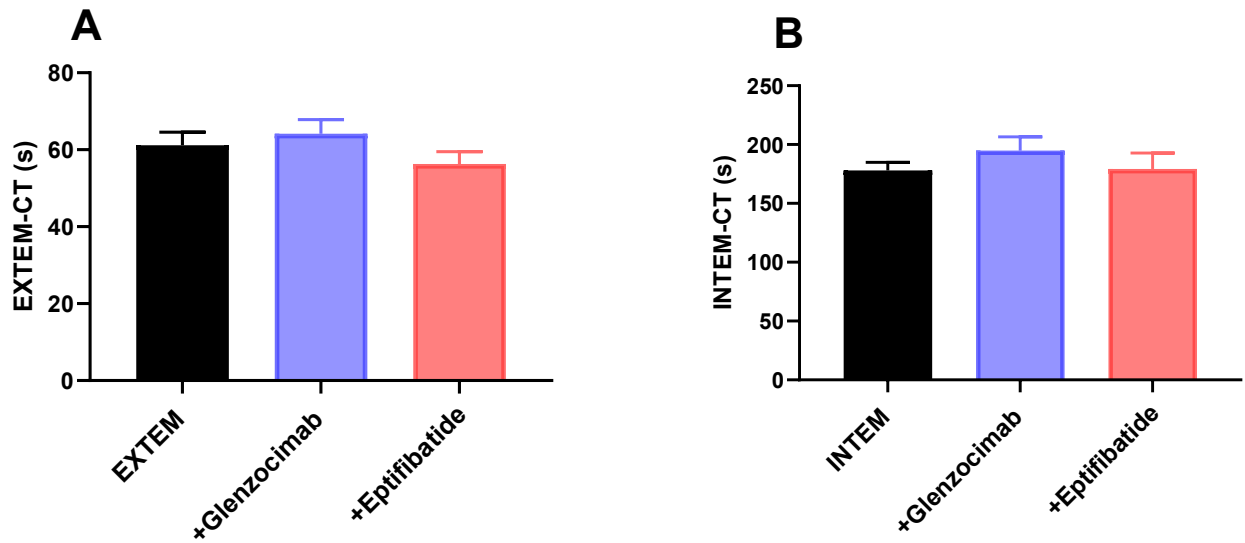 A
EXTEM-CT (s)
80
60
40
20
0
EXTEM
+Glenzocimab
+Eptifibatide
B
INTEM-CT (s)
250
200
150
100
50
0
INTEM
+Glenzocimab
+Eptifibatide